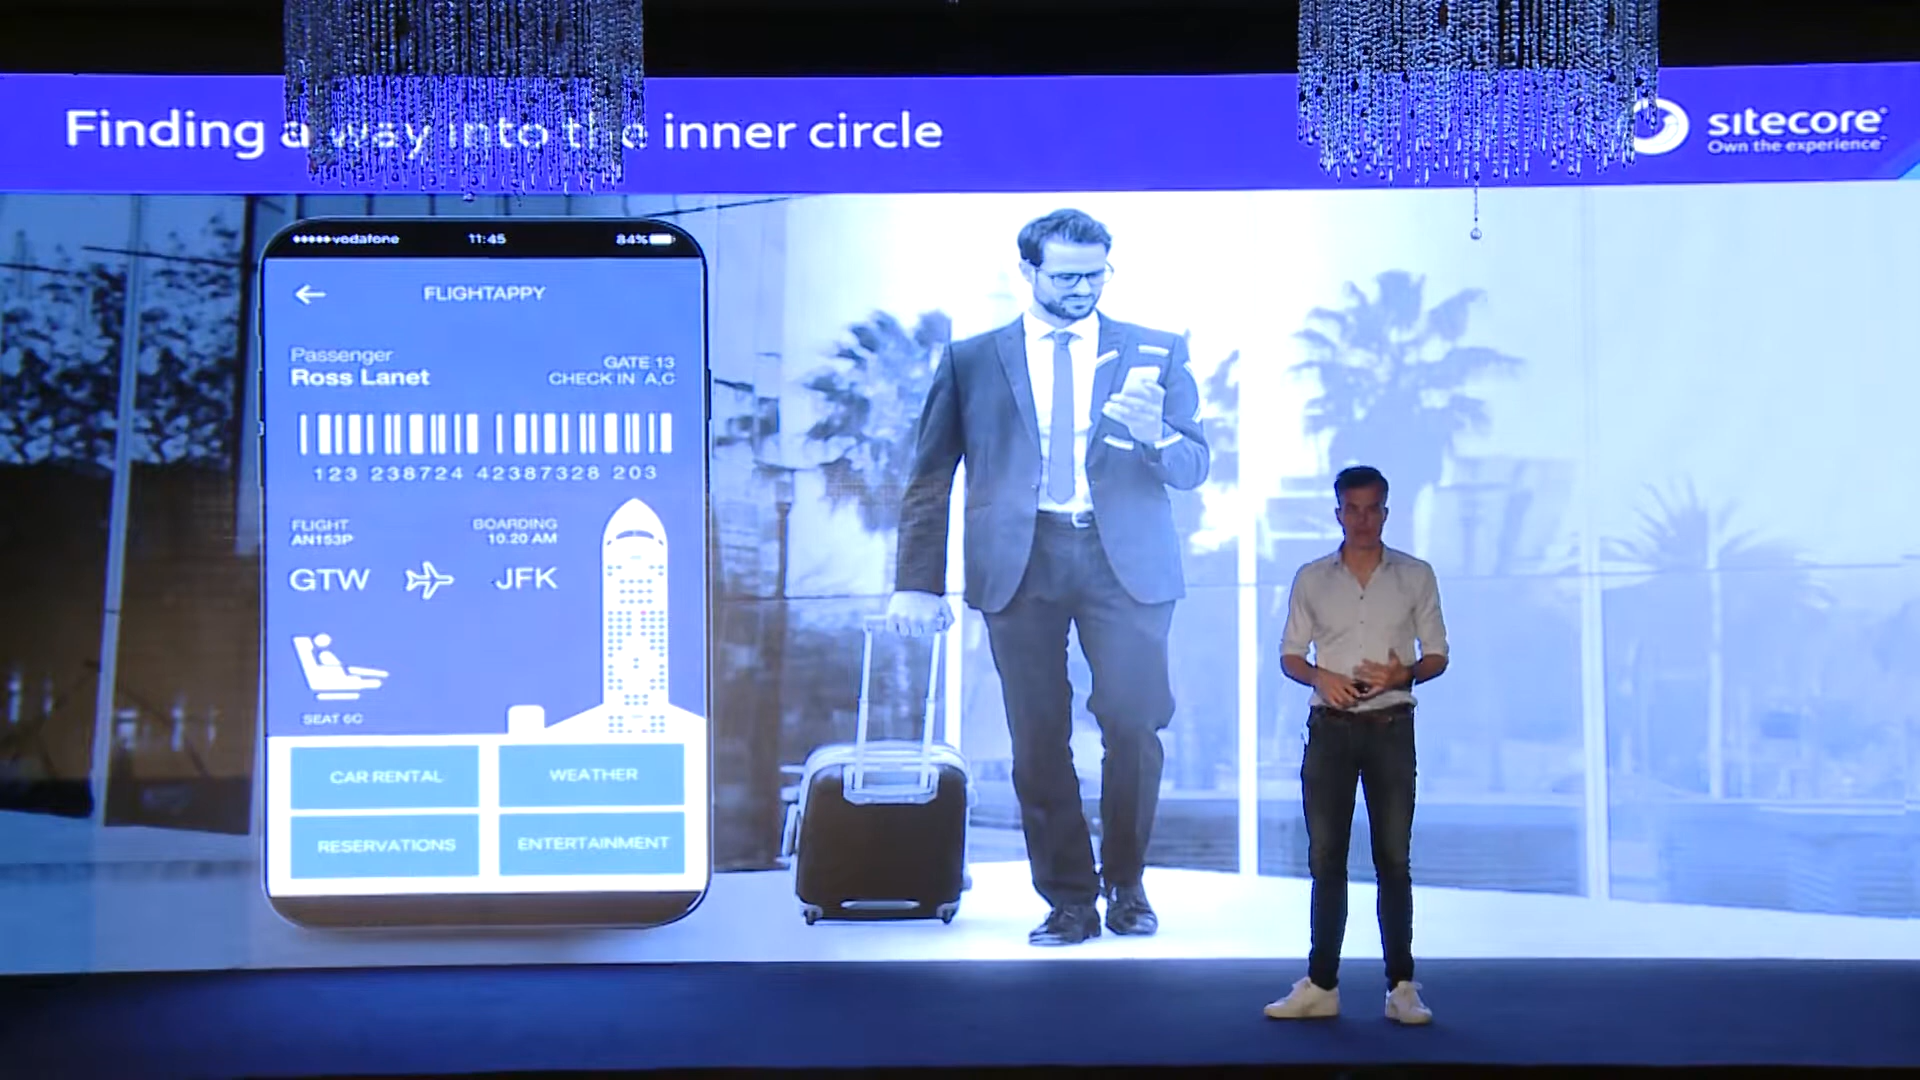 Finding a way into the inner circle
sitecore
Own the experience
vodafone 11:45 84%
FLIGHTAPPY
Passenger
Ross Lanet
GATE 13
CHECK IN A,C
123 238724 42387328 203
FLIGHT
AN153P
BOARDING
10.20 AM
GTW JFK
SEAT 6C
CAR RENTAL
WEATHER
RESERVATIONS
ENTERTAINMENT